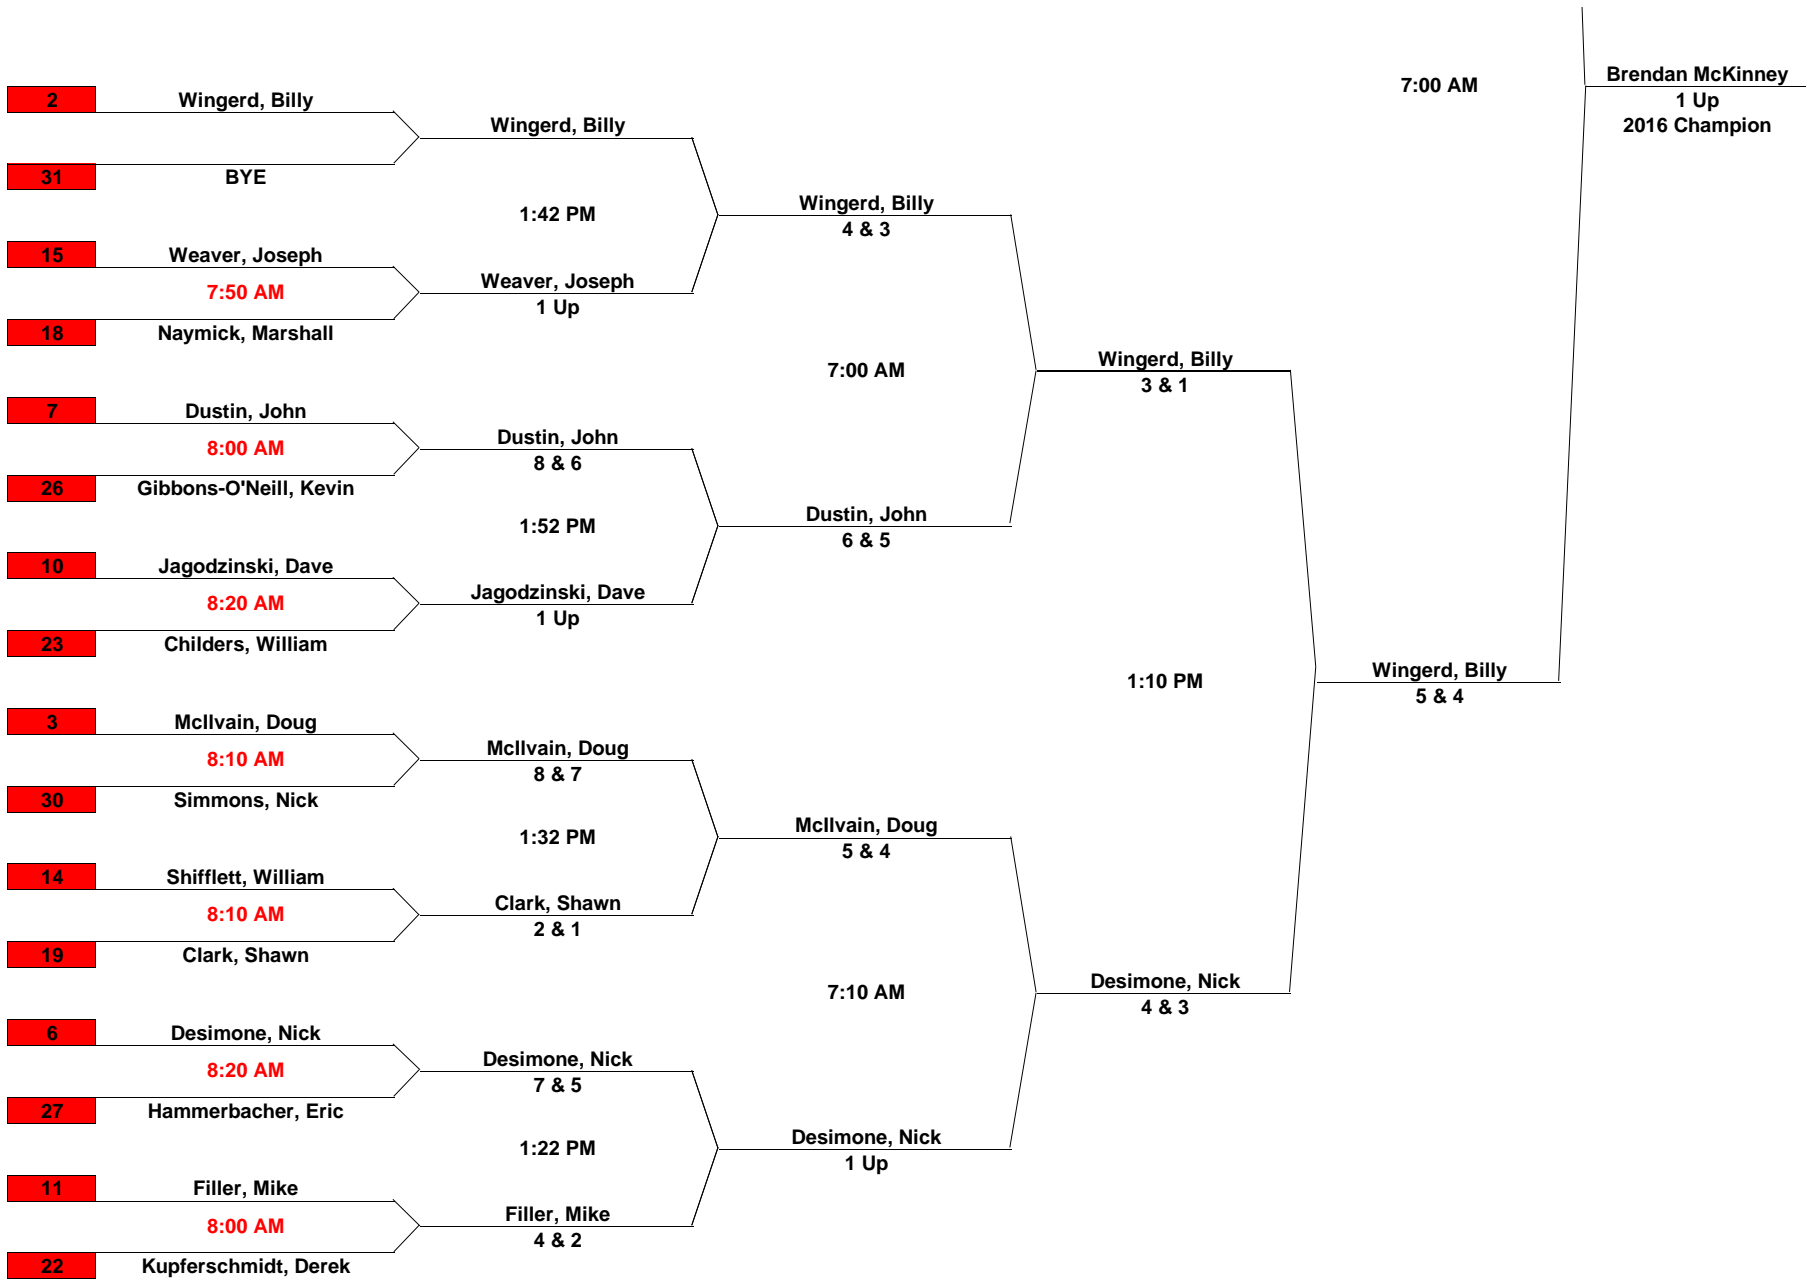 7:00 AM
Brendan McKinney
1 Up
2016 Champion
2
Wingerd, Billy
Wingerd, Billy
31
BYE
1:42 PM
Wingerd, Billy
4 & 3
15
Weaver, Joseph
7:50 AM
Weaver, Joseph
1 Up
18
Naymick, Marshall
7:00 AM
Wingerd, Billy
3 & 1
7
Dustin, John
8:00 AM
Dustin, John
8 & 6
26
Gibbons-O'Neill, Kevin
1:52 PM
Dustin, John
6 & 5
10
Jagodzinski, Dave
8:20 AM
Jagodzinski, Dave
1 Up
23
Childers, William
1:10 PM
Wingerd, Billy
5 & 4
3
McIlvain, Doug
8:10 AM
McIlvain, Doug
8 & 7
30
Simmons, Nick
1:32 PM
McIlvain, Doug
5 & 4
14
Shifflett, William
8:10 AM
Clark, Shawn
2 & 1
19
Clark, Shawn
7:10 AM
Desimone, Nick
4 & 3
6
Desimone, Nick
8:20 AM
Desimone, Nick
7 & 5
27
Hammerbacher, Eric
1:22 PM
Desimone, Nick
1 Up
11
Filler, Mike
8:00 AM
Filler, Mike
4 & 2
22
Kupferschmidt, Derek